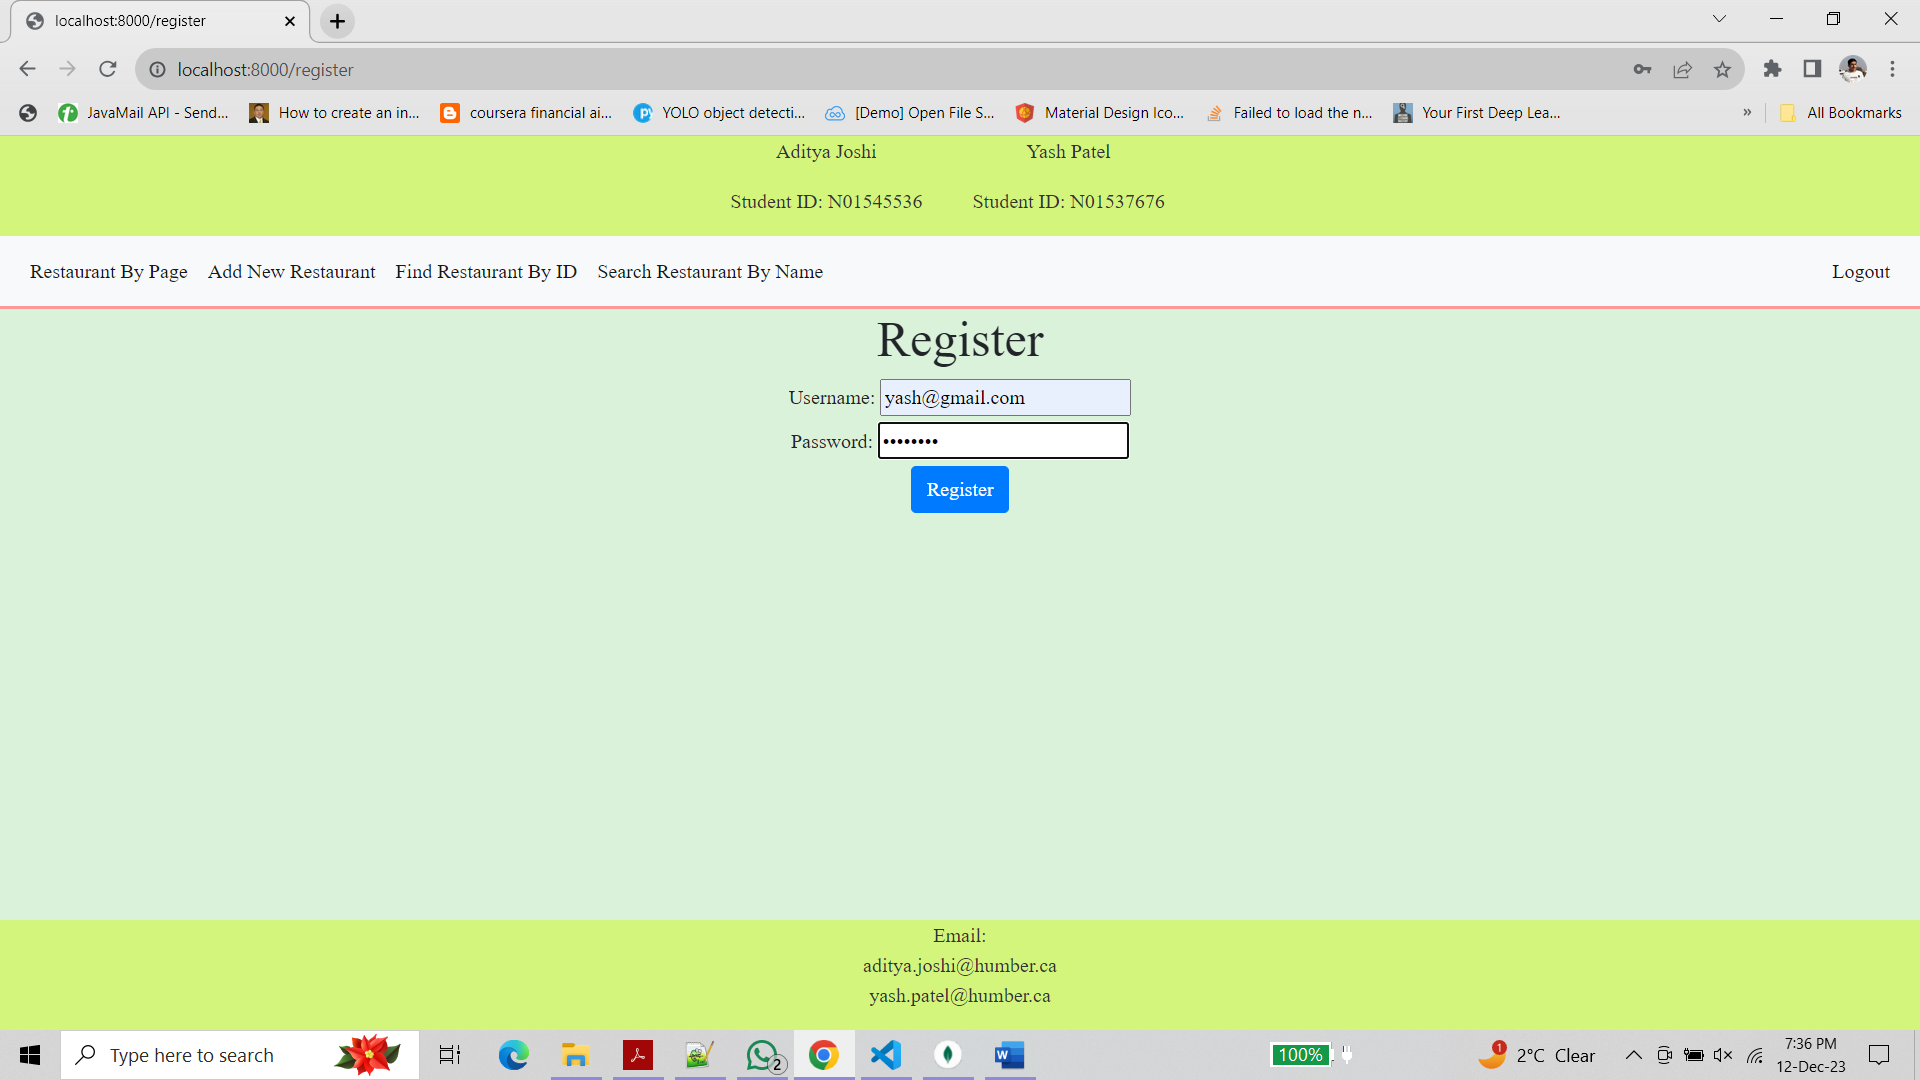 localhost:8000/register
localhost:8000/register
JavaMail API - Send...
How to create an in...
coursera financial ai...
YOLO object detecti...
[Demo] Open File S...
Material Design Ico...
Failed to load the n...
Your First Deep Lea...
»
All Bookmarks
Aditya Joshi Yash Patel
Student ID: N01545536 Student ID: N01537676
Restaurant By Page Add New Restaurant Find Restaurant By ID Search Restaurant By Name Logout
Register
Username: yash@gmail.com
Password: ••••••••
Register
Email:
aditya.joshi@humber.ca
yash.patel@humber.ca
Type here to search
2
100%
1
2°C Clear
7:36 PM
12-Dec-23